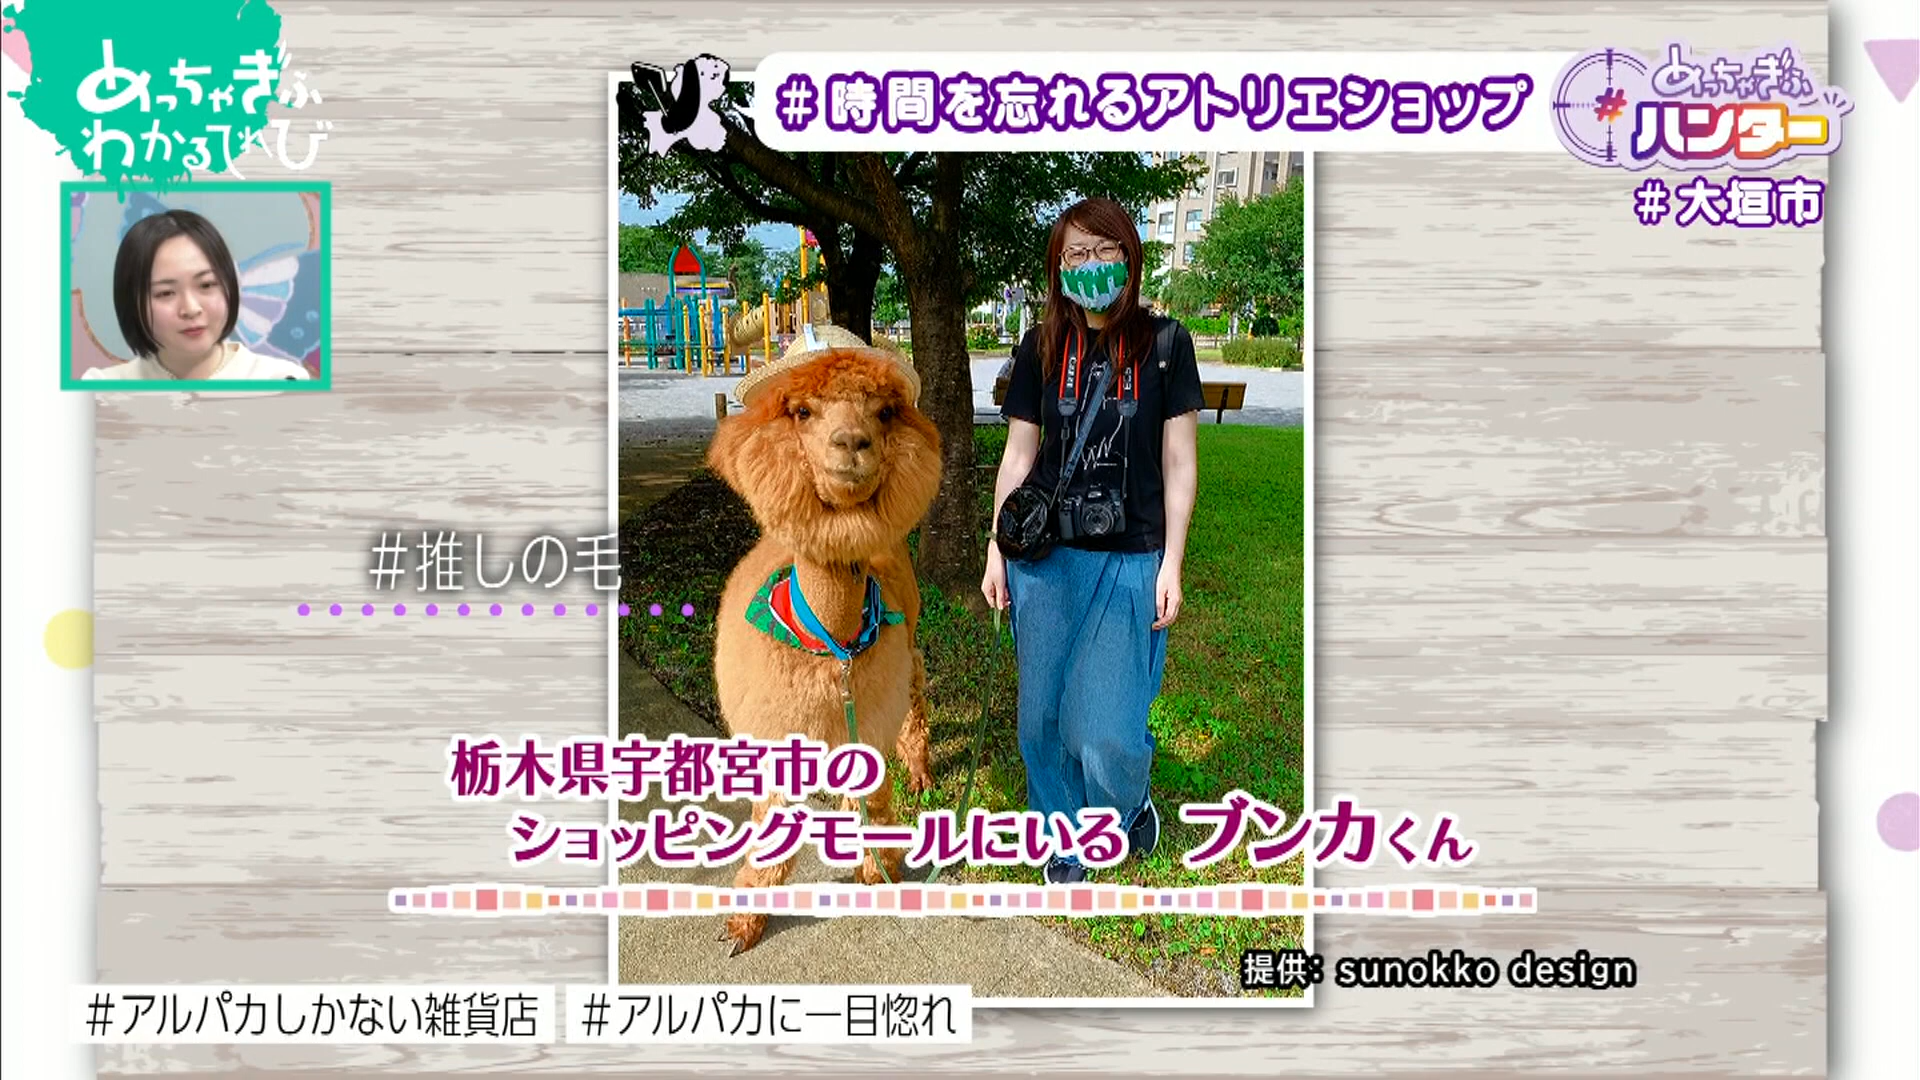 めっちゃぎふ
わかるてれび
#時間を忘れるアトリエショップ
めっちゃぎふ
#ハンター
#大垣市
#推しの毛
栃木県宇都宮市の
ショッピングモールにいる ブンカくん
提供: sunokko design
#アルパカしかない雑貨店 #アルパカに一目惚れ